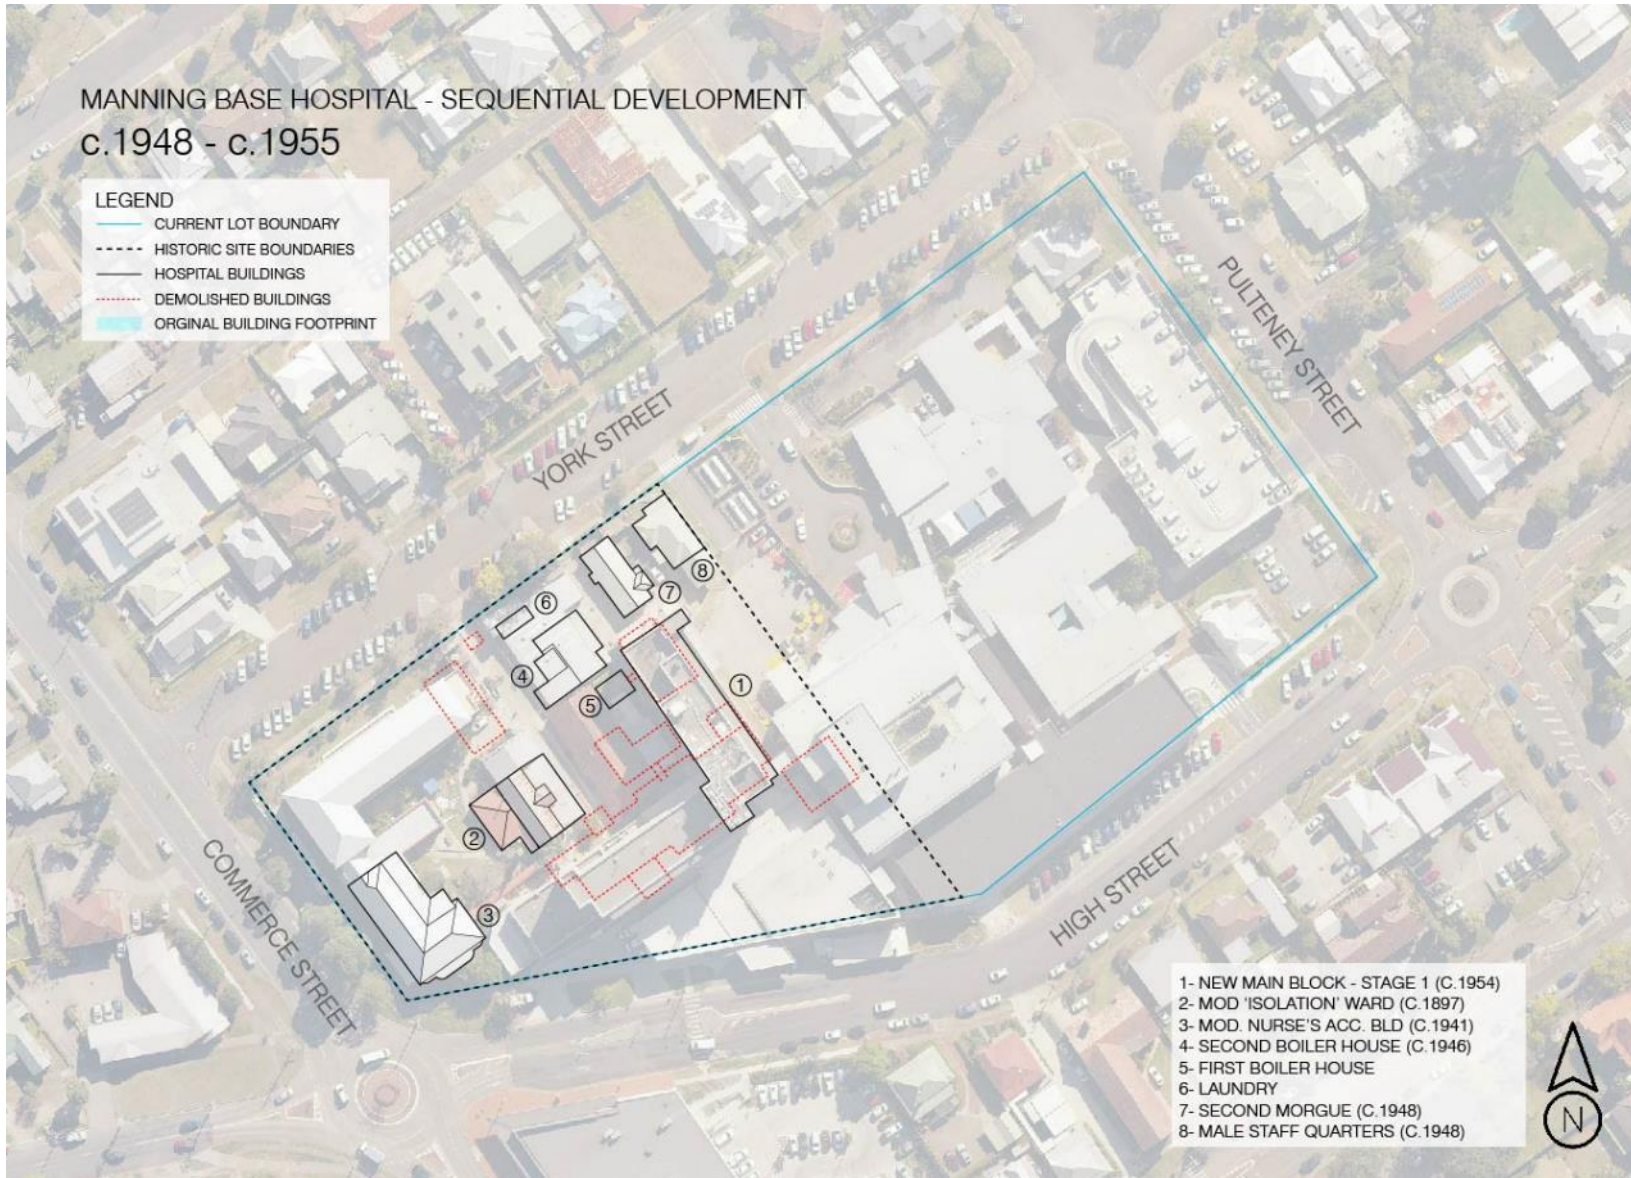 MANNING BASE HOSPITAL - SEQUENTIAL DEVELOPMENT
c.1948 - c.1955
LEGEND
CURRENT LOT BOUNDARY
HISTORIC SITE BOUNDARIES
HOSPITAL BUILDINGS
DEMOLISHED BUILDINGS
ORGINAL BUILDING FOOTPRINT
PULTENEY STREET
YORK STREET
8
7
6
4
5
1
2
3
COMMERCE STREET
HIGH STREET
1- NEW MAIN BLOCK - STAGE 1 (C.1954)
2- MOD 'ISOLATION' WARD (C.1897)
3- MOD. NURSE'S ACC. BLD (C.1941)
4- SECOND BOILER HOUSE (C.1946)
5- FIRST BOILER HOUSE
6- LAUNDRY
7- SECOND MORGUE (C.1948)
8- MALE STAFF QUARTERS (C.1948)
N